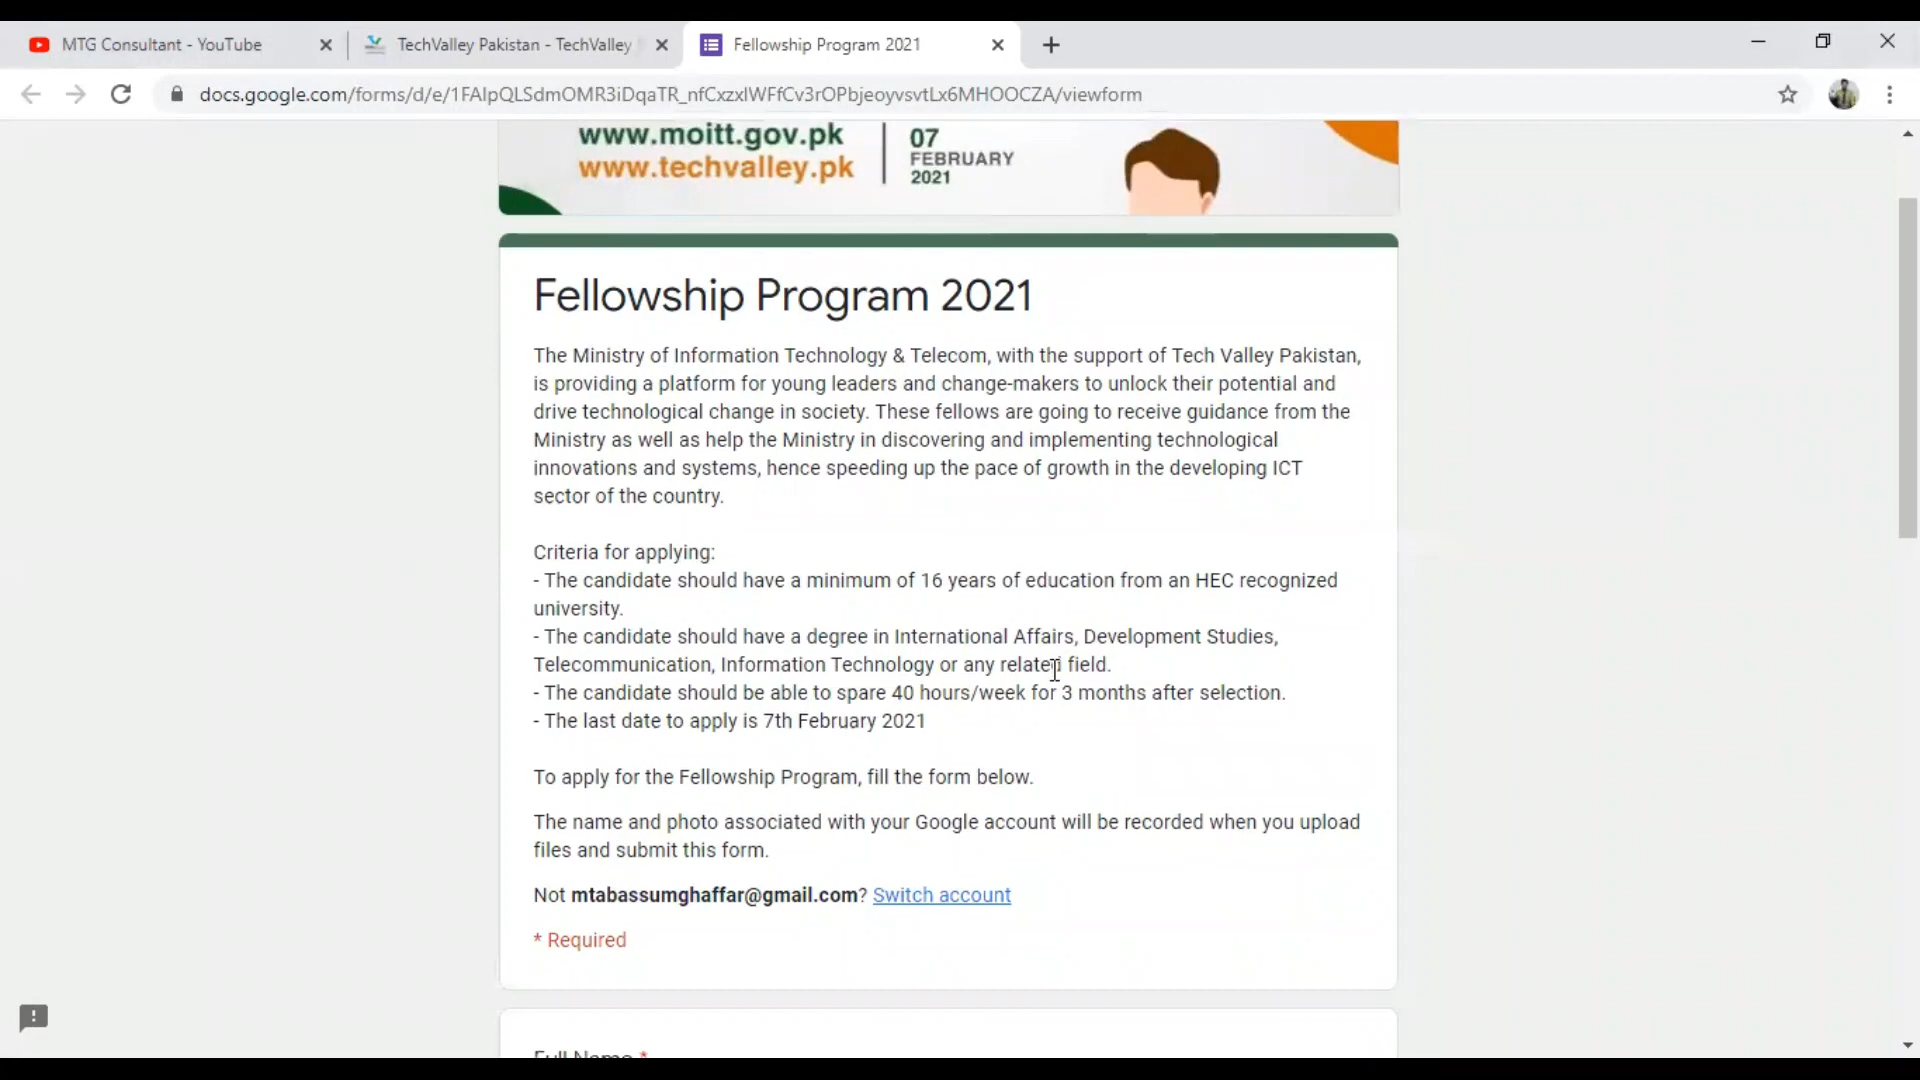 MTG Consultant - YouTube
TechValley Pakistan - TechValley
Fellowship Program 2021
docs.google.com/forms/d/e/1FAIpQLSdmOMR3iDqaTR_nfCxzxlWFfCv3rOPbjeoyvsvtLx6MHOOCZA/viewform
www.moitt.gov.pk
www.techvalley.pk
07
FEBRUARY
2021
Fellowship Program 2021
The Ministry of Information Technology & Telecom, with the support of Tech Valley Pakistan,
is providing a platform for young leaders and change-makers to unlock their potential and
drive technological change in society. These fellows are going to receive guidance from the
Ministry as well as help the Ministry in discovering and implementing technological
innovations and systems, hence speeding up the pace of growth in the developing ICT
sector of the country.
Criteria for applying:
- The candidate should have a minimum of 16 years of education from an HEC recognized
university.
- The candidate should have a degree in International Affairs, Development Studies,
Telecommunication, Information Technology or any related field.
- The candidate should be able to spare 40 hours/week for 3 months after selection.
- The last date to apply is 7th February 2021
To apply for the Fellowship Program, fill the form below.
The name and photo associated with your Google account will be recorded when you upload
files and submit this form.
Not mtabassumghaffar@gmail.com? Switch account
* Required
Full Name *